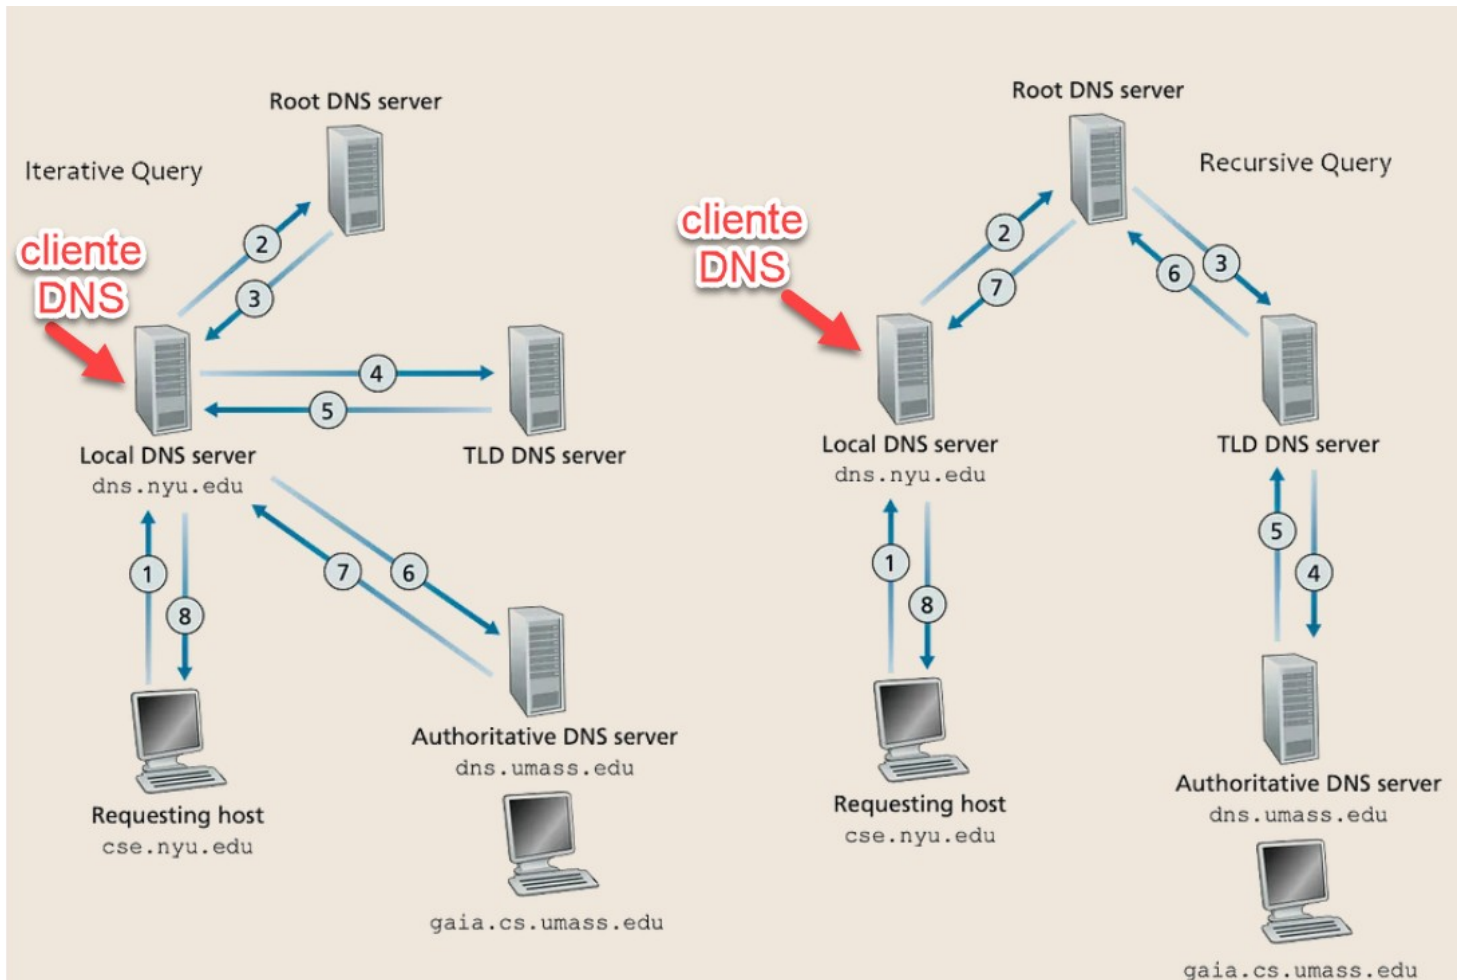 Root DNS server
Iterative Query
cliente
DNS
2
3
4
5
Local DNS server
dns.nyu.edu
TLD DNS server
1
8
7
6
Authoritative DNS server
dns.umass.edu
Requesting host
cse.nyu.edu
gaia.cs.umass.edu
Root DNS server
Recursive Query
cliente
DNS
2
7
6
3
Local DNS server
dns.nyu.edu
TLD DNS server
1
8
5
4
Requesting host
cse.nyu.edu
Authoritative DNS server
dns.umass.edu
gaia.cs.umass.edu